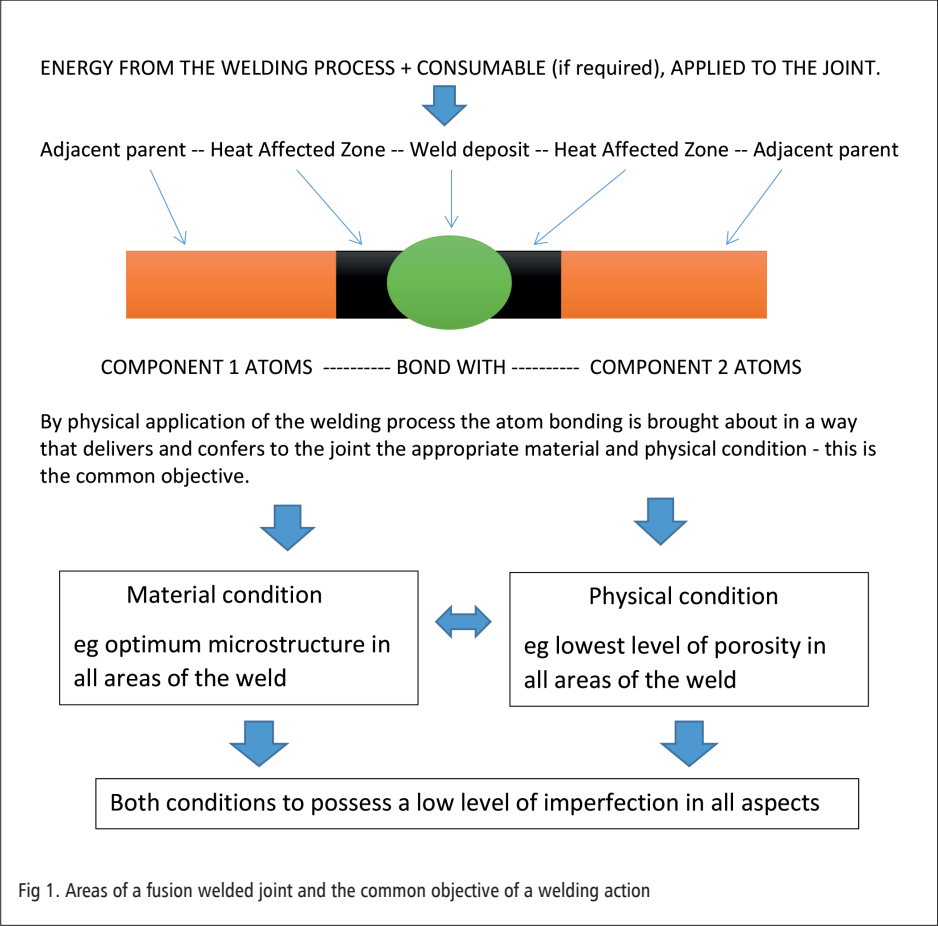 ENERGY FROM THE WELDING PROCESS + CONSUMABLE (if required), APPLIED TO THE JOINT.
Adjacent parent -- Heat Affected Zone -- Weld deposit -- Heat Affected Zone -- Adjacent parent
COMPONENT 1 ATOMS ---------- BOND WITH ---------- COMPONENT 2 ATOMS
By physical application of the welding process the atom bonding is brought about in a way
that delivers and confers to the joint the appropriate material and physical condition - this is
the common objective.
Material condition
eg optimum microstructure in
all areas of the weld
Physical condition
eg lowest level of porosity in
all areas of the weld
Both conditions to possess a low level of imperfection in all aspects
Fig 1. Areas of a fusion welded joint and the common objective of a welding action